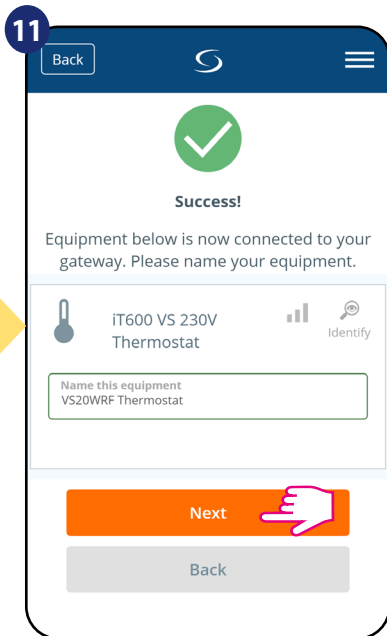 11
Back
Success!
Equipment below is now connected to your
gateway. Please name your equipment.
iT600 VS 230V
Thermostat
Identify
Name this equipment
VS20WRF Thermostat
Next
Back